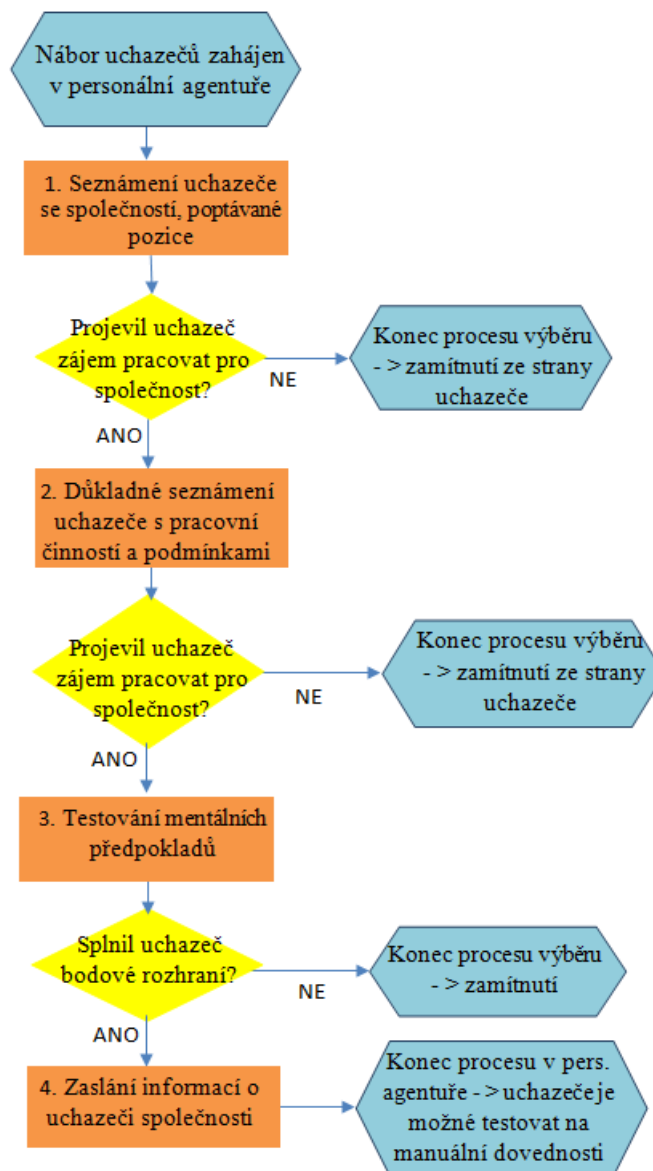 Nábor uchazečů zahájen
v personální agentuře
1. Seznámení uchazeče
se společností, poptávané
pozice
Projevil uchazeč
zájem pracovat pro
společnost?
NE
Konec procesu výběru
- > zamítnutí ze strany
uchazeče
ANO
2. Důkladné seznámení
uchazeče s pracovní
činností a podmínkami
Projevil uchazeč
zájem pracovat pro
společnost?
NE
Konec procesu výběru
- > zamítnutí ze strany
uchazeče
ANO
3. Testování mentálních
předpokladů
Splnil uchazeč
bodové rozhraní?
NE
Konec procesu výběru
- > zamítnutí
ANO
4. Zaslání informací o
uchazeči společnosti
Konec procesu v pers.
agentuře - > uchazeče je
možné testovat na
manuální dovednosti